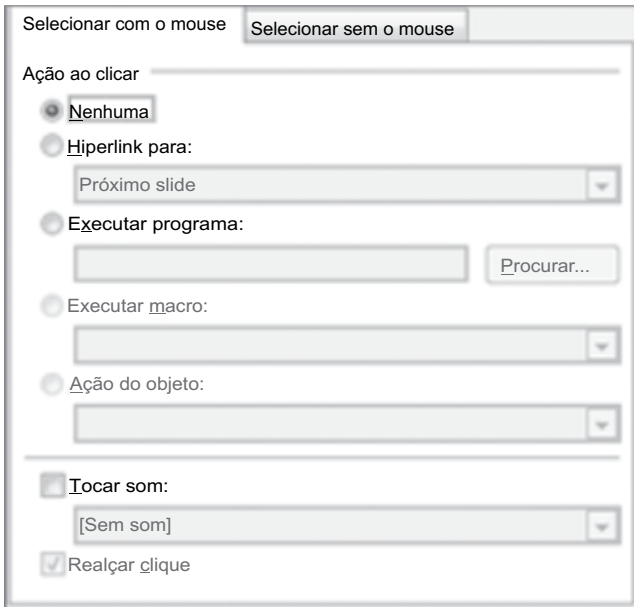 Selecionar com o mouse
Selecionar sem o mouse
Ação ao clicar
Nenhuma
Hiperlink para:
Próximo slide
Executar programa:
Procurar...
Executar macro:
Ação do objeto:
Tocar som:
[Sem som]
Realçar clique